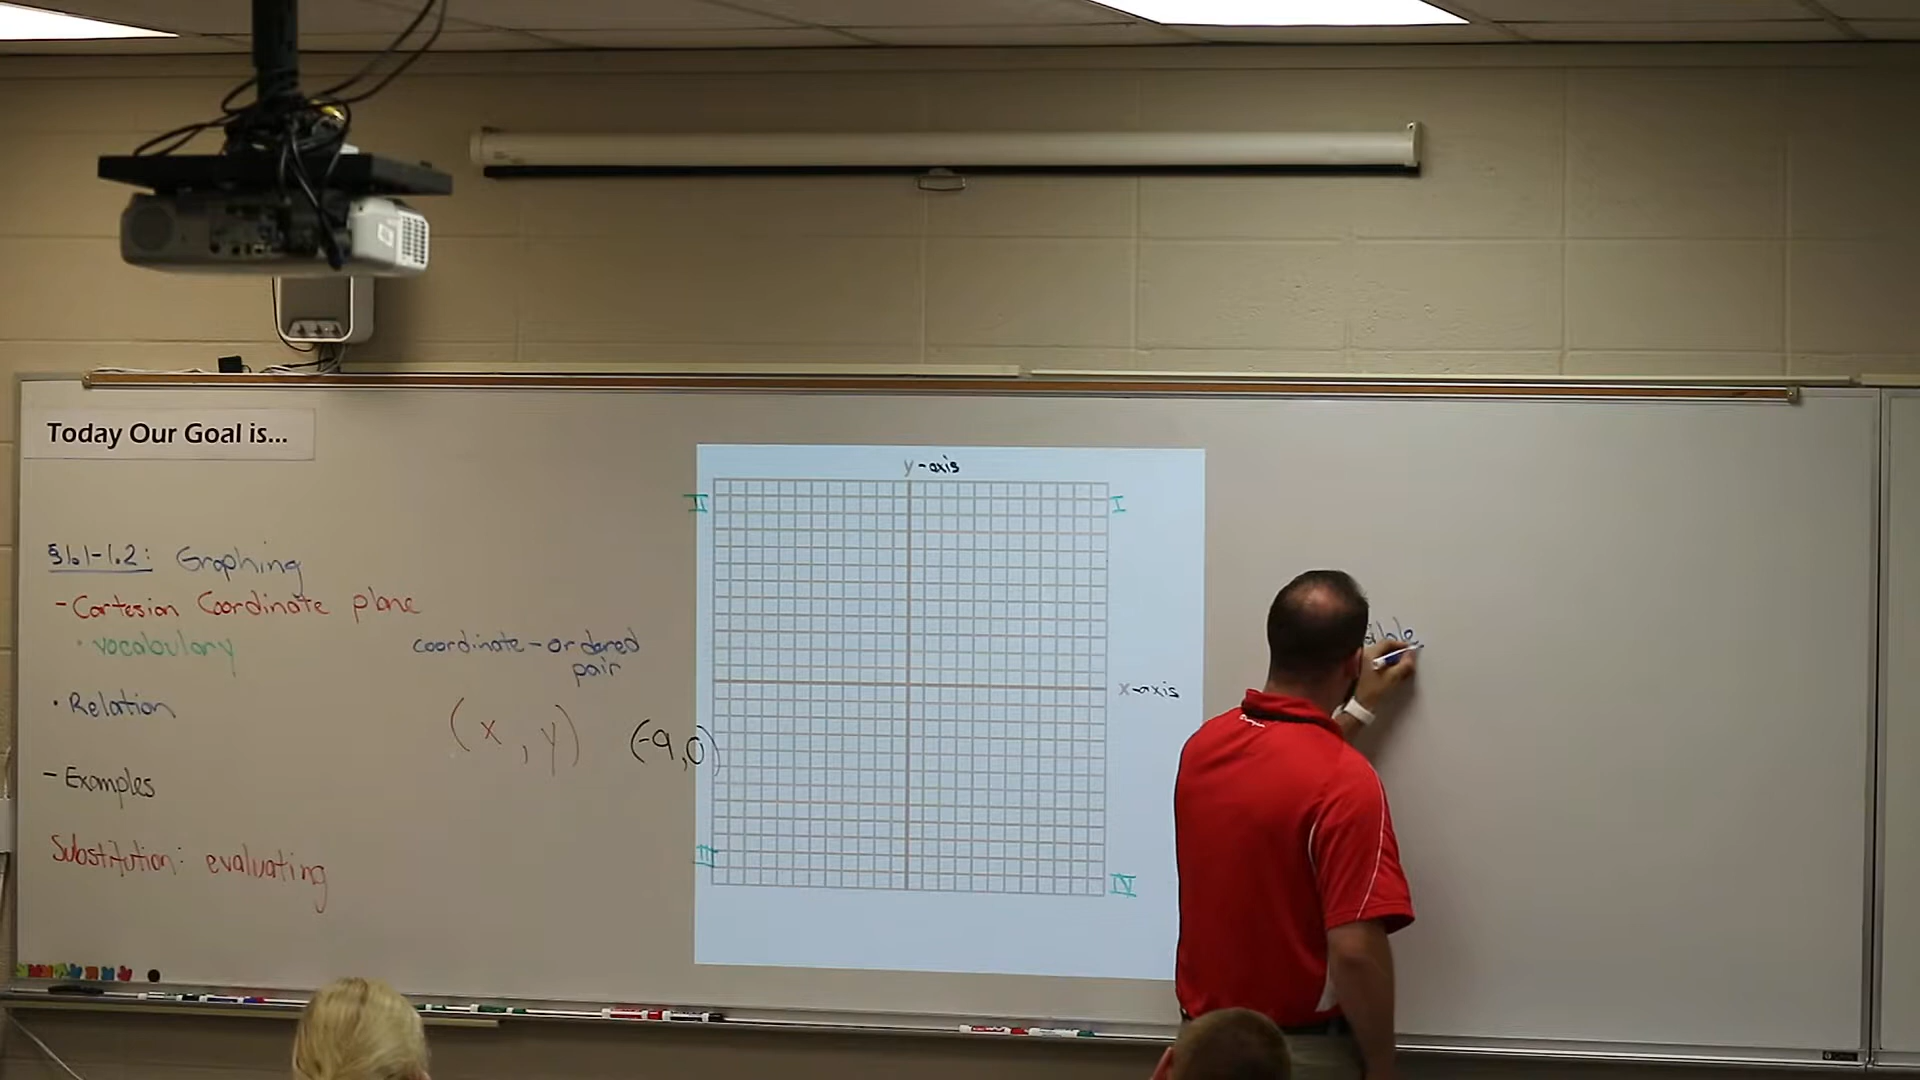 Today Our Goal is...
§1.1-1.2: Graphing
- Cartesian Coordinate plane
• vocabulary
• Relation
- Examples
Substitution: evaluating
coordinate - ordered
pair
(x, y)
(-9,0)
y-axis
II
I
x-axis
III
IV